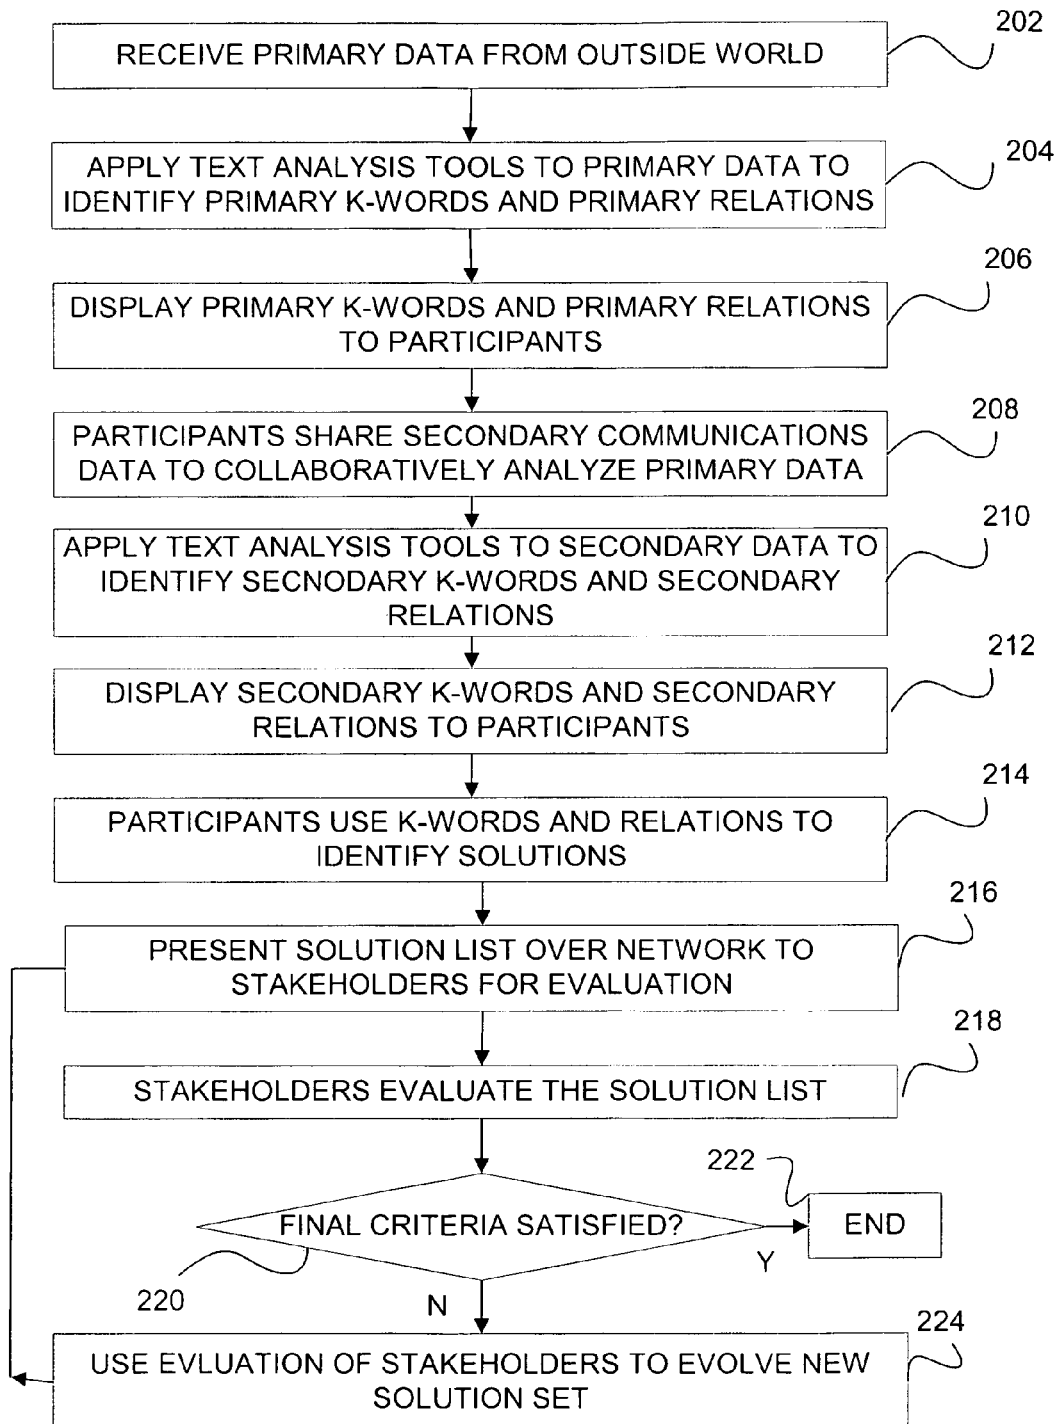 202
RECEIVE PRIMARY DATA FROM OUTSIDE WORLD
204
APPLY TEXT ANALYSIS TOOLS TO PRIMARY DATA TO
IDENTIFY PRIMARY K-WORDS AND PRIMARY RELATIONS
206
DISPLAY PRIMARY K-WORDS AND PRIMARY RELATIONS
TO PARTICIPANTS
208
PARTICIPANTS SHARE SECONDARY COMMUNICATIONS
DATA TO COLLABORATIVELY ANALYZE PRIMARY DATA
210
APPLY TEXT ANALYSIS TOOLS TO SECONDARY DATA TO
IDENTIFY SECNODARY K-WORDS AND SECONDARY
RELATIONS
212
DISPLAY SECONDARY K-WORDS AND SECONDARY
RELATIONS TO PARTICIPANTS
214
PARTICIPANTS USE K-WORDS AND RELATIONS TO
IDENTIFY SOLUTIONS
216
PRESENT SOLUTION LIST OVER NETWORK TO
STAKEHOLDERS FOR EVALUATION
218
STAKEHOLDERS EVALUATE THE SOLUTION LIST
222
FINAL CRITERIA SATISFIED?
END
Y
220
N
224
USE EVLUATION OF STAKEHOLDERS TO EVOLVE NEW
SOLUTION SET